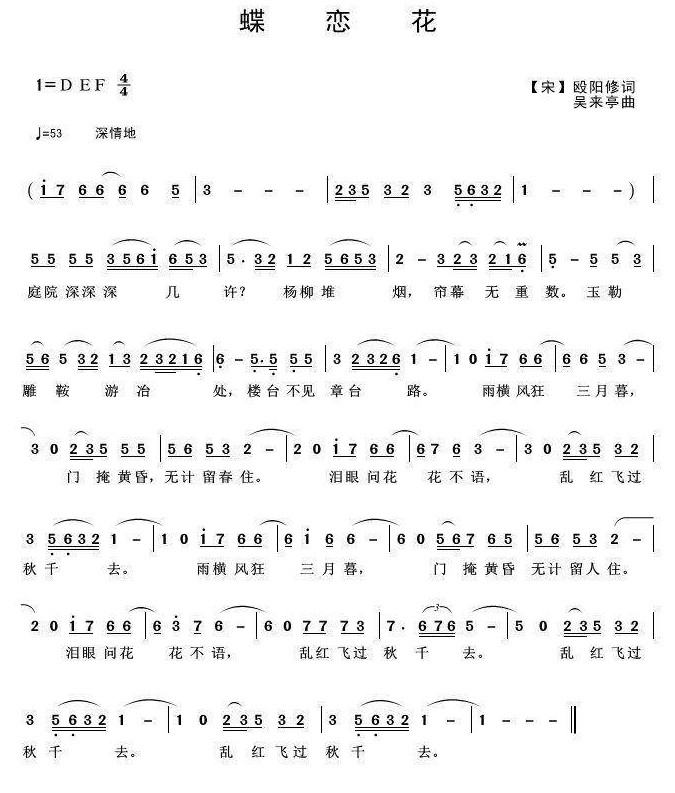 蝶 恋 花
1=D E F 4/4
【宋】殴阳修词
吴来亭曲
♩=53 深情地
( i 7 6 6 6 6 5 | 3 - - - | 2 3 5 3 2 3 5 6 3 2 | 1 - - - ) |
5 5 5 5 3 5 6 i 6 5 3 | 5 · 3 2 1 2 5 6 5 3 | 2 - 3 2 3 2 1 6 | 5 - 5 5 3 |
庭院 深深 深 几 许? 杨柳 堆 烟, 帘幕 无 重 数。 玉 勒
5 6 5 3 2 1 3 2 3 2 1 6 | 6 - 5 · 5 5 5 | 3 2 3 2 6 1 - | 1 0 i 7 6 6 | 6 6 5 3 - |
雕 鞍 游 冶 处, 楼 台 不见 章 台 路。 雨横 风狂 三 月 暮,
3 0 2 3 5 5 5 | 5 6 5 3 2 - | 2 0 i 7 6 6 | 6 7 6 3 - | 3 0 2 3 5 3 2 |
门 掩 黄昏, 无计 留春 住。 泪眼 问花 花 不 语, 乱 红 飞过
3 5 6 3 2 1 - | 1 0 i 7 6 6 | 6 i 6 6 - | 6 0 5 6 7 6 5 | 5 6 5 3 2 - |
秋 千 去。 雨横 风狂 三 月 暮, 门 掩 黄昏 无计 留人 住。
2 0 i 7 6 6 | 6 3 7 6 - | 6 0 7 7 7 3 | 7 · 6 7 6 5 - | 5 0 2 3 5 3 2 |
泪眼 问花 花 不 语, 乱红 飞过 秋 千 去。 乱 红 飞过
3 5 6 3 2 1 - | 1 0 2 3 5 3 2 | 3 5 6 3 2 1 - | 1 - - - ‖
秋 千 去。 乱 红 飞过 秋 千 去。